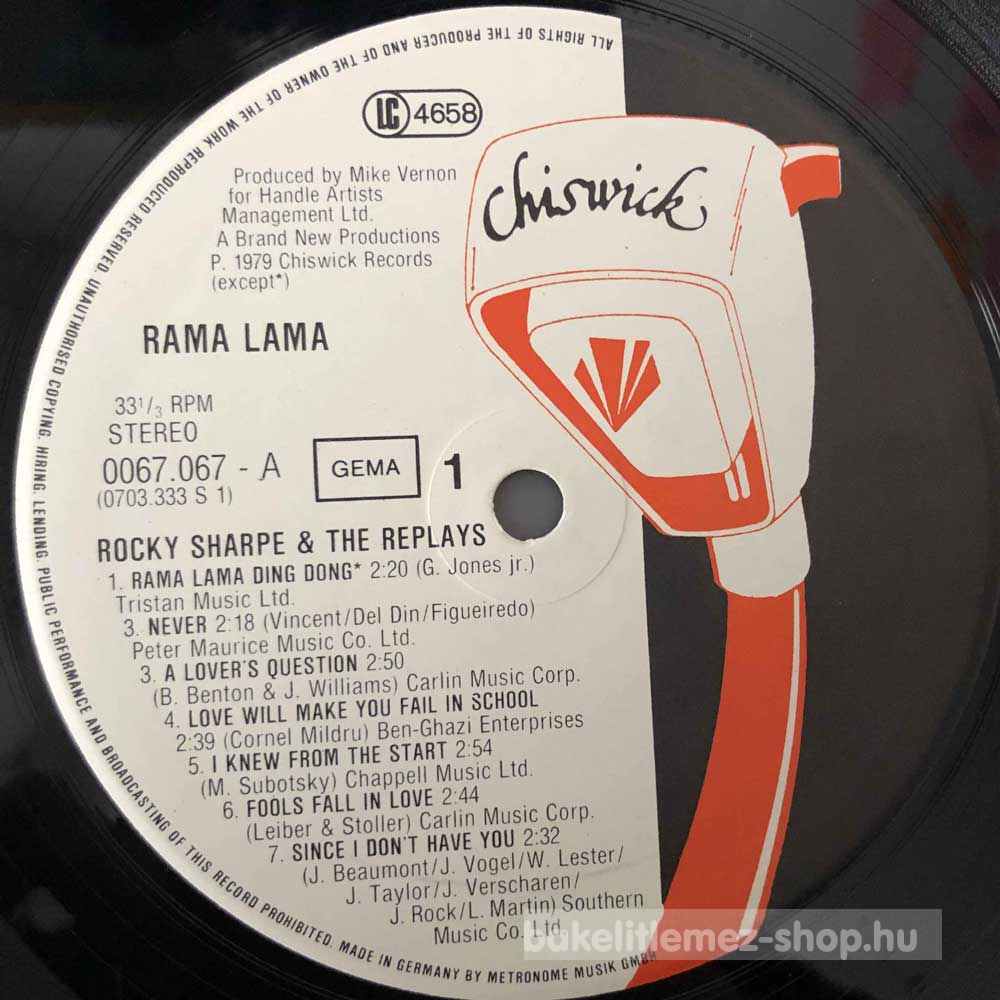 ALL RIGHTS OF THE PRODUCER AND OF THE OWNER OF THE WORK REPRODUCED RESERVED. UNAUTHORISED COPYING. HIRING. LENDING. PUBLIC PERFORMANCE AND BROADCASTING OF THIS RECORD PROHIBITED. MADE IN GERMANY BY METRONOME MUSIK GMBH
LC 4658
Chiswick
Produced by Mike Vernon
for Handle Artists
Management Ltd.
A Brand New Productions
P. 1979 Chiswick Records
(except*)
RAMA LAMA
33 1/3 RPM
STEREO
0067.067 - A
(0703.333 S 1)
GEMA
1
ROCKY SHARPE & THE REPLAYS
1. RAMA LAMA DING DONG* 2:20 (G. Jones jr.)
Tristan Music Ltd.
3. NEVER 2:18 (Vincent/Del Din/Figueiredo)
Peter Maurice Music Co. Ltd.
3. A LOVER'S QUESTION 2:50
(B. Benton & J. Williams) Carlin Music Corp.
4. LOVE WILL MAKE YOU FAIL IN SCHOOL
2:39 (Cornel Mildru) Ben-Ghazi Enterprises
5. I KNEW FROM THE START 2:54
(M. Subotsky) Chappell Music Ltd.
6. FOOLS FALL IN LOVE 2:44
(Leiber & Stoller) Carlin Music Corp.
7. SINCE I DON'T HAVE YOU 2:32
(J. Beaumont/J. Vogel/W. Lester/
J. Taylor/J. Verscharen/
J. Rock/L. Martin) Southern
Music Co. Ltd.
bakelitlemez-shop.hu